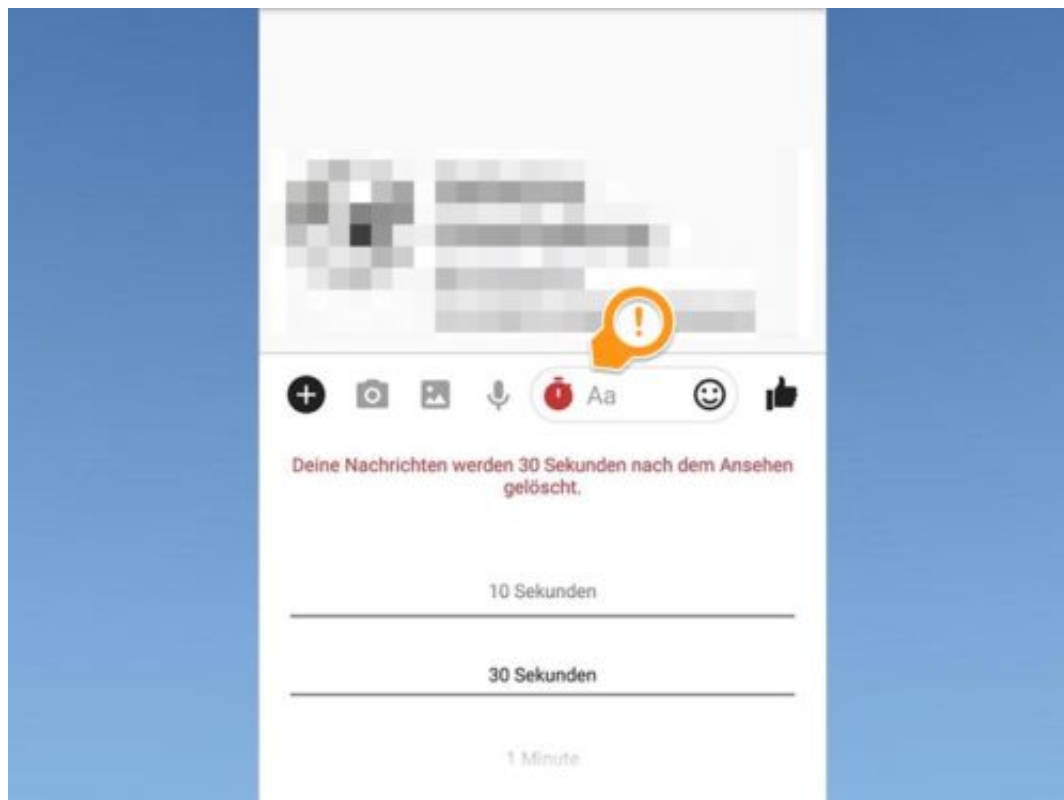 !
Aa
Deine Nachrichten werden 30 Sekunden nach dem Ansehen
gelöscht.
10 Sekunden
30 Sekunden
1 Minute